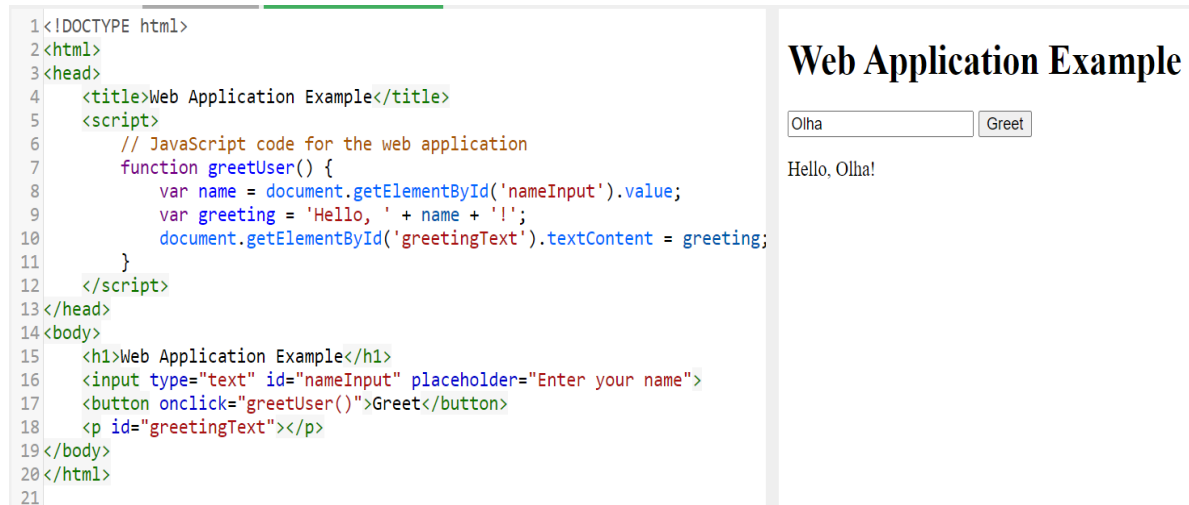 1 <!DOCTYPE html>
2 <html>
3 <head>
4     <title>Web Application Example</title>
5     <script>
6         // JavaScript code for the web application
7         function greetUser() {
8             var name = document.getElementById('nameInput').value;
9             var greeting = 'Hello, ' + name + '!';
10             document.getElementById('greetingText').textContent = greeting;
11         }
12     </script>
13 </head>
14 <body>
15     <h1>Web Application Example</h1>
16     <input type="text" id="nameInput" placeholder="Enter your name">
17     <button onclick="greetUser()">Greet</button>
18     <p id="greetingText"></p>
19 </body>
20 </html>
21
Web Application Example
Olha Greet
Hello, Olha!